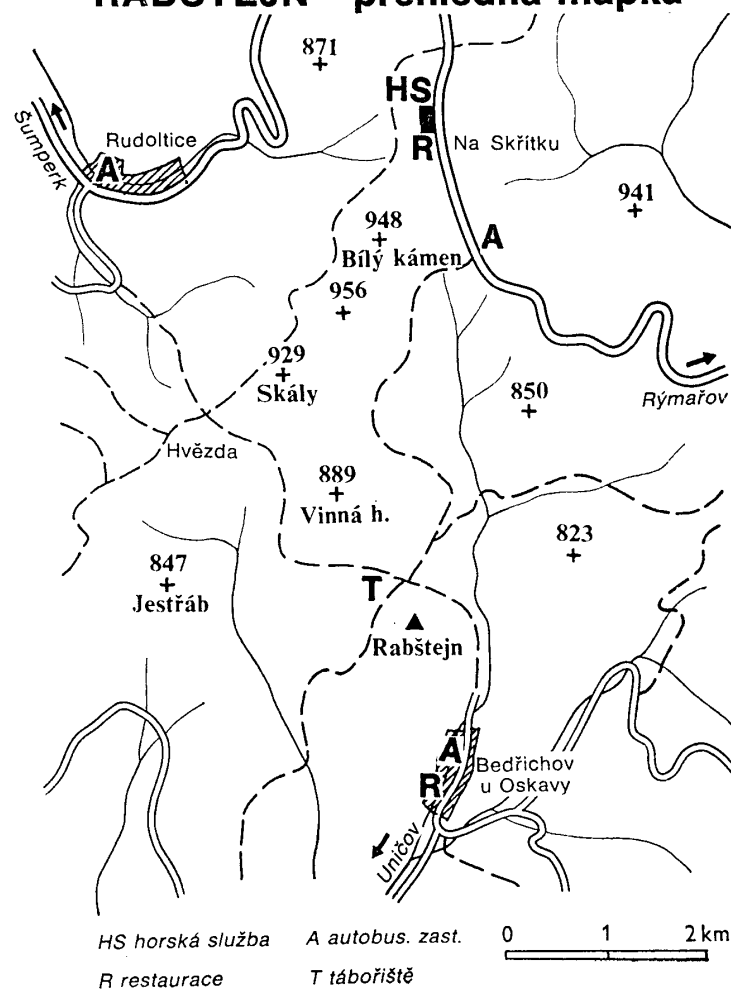 RABŠTEJN - přehledná mapka
871
HS
Šumperk
Rudoltice
A
R
Na Skřítku
941
948
A
Bílý kámen
956
929
Skály
850
Rýmařov
Hvězda
889
Vinná h.
823
847
Jestřáb
T
Rabštejn
A
Bedřichov
u Oskavy
R
Uničov
HS horská služba
A autobus. zast.
0 1 2 km
R restaurace
T tábořiště